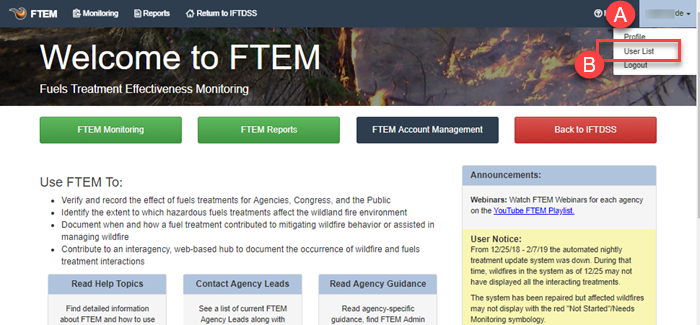 FTEM Monitoring Reports Return to IFTDSS
A
de
Profile
B
User List
Logout
Welcome to FTEM
Fuels Treatment Effectiveness Monitoring
FTEM Monitoring
FTEM Reports
FTEM Account Management
Back to IFTDSS
Use FTEM To:
• Verify and record the effect of fuels treatments for Agencies, Congress, and the Public
• Identify the extent to which hazardous fuels treatments affect the wildland fire environment
• Document when and how a fuel treatment contributed to mitigating wildfire behavior or assisted in
managing wildfire
• Contribute to an interagency, web-based hub to document the occurrence of wildfire and fuels
treatment interactions
Read Help Topics
Find detailed information
about FTEM and how to use
Contact Agency Leads
See a list of current FTEM
Agency Leads along with
Read Agency Guidance
Read agency-specific
guidance, find FTEM Admin
Announcements:
Webinars: Watch FTEM Webinars for each agency
on the YouTube FTEM Playlist.
User Notice:
From 12/25/18 - 2/7/19 the automated nightly
treatment update system was down. During that
time, wildfires in the system as of 12/25 may not
have displayed all the interacting treatments.
The system has been repaired but affected wildfires
may not display with the red "Not Started"/Needs
Monitoring symbology.